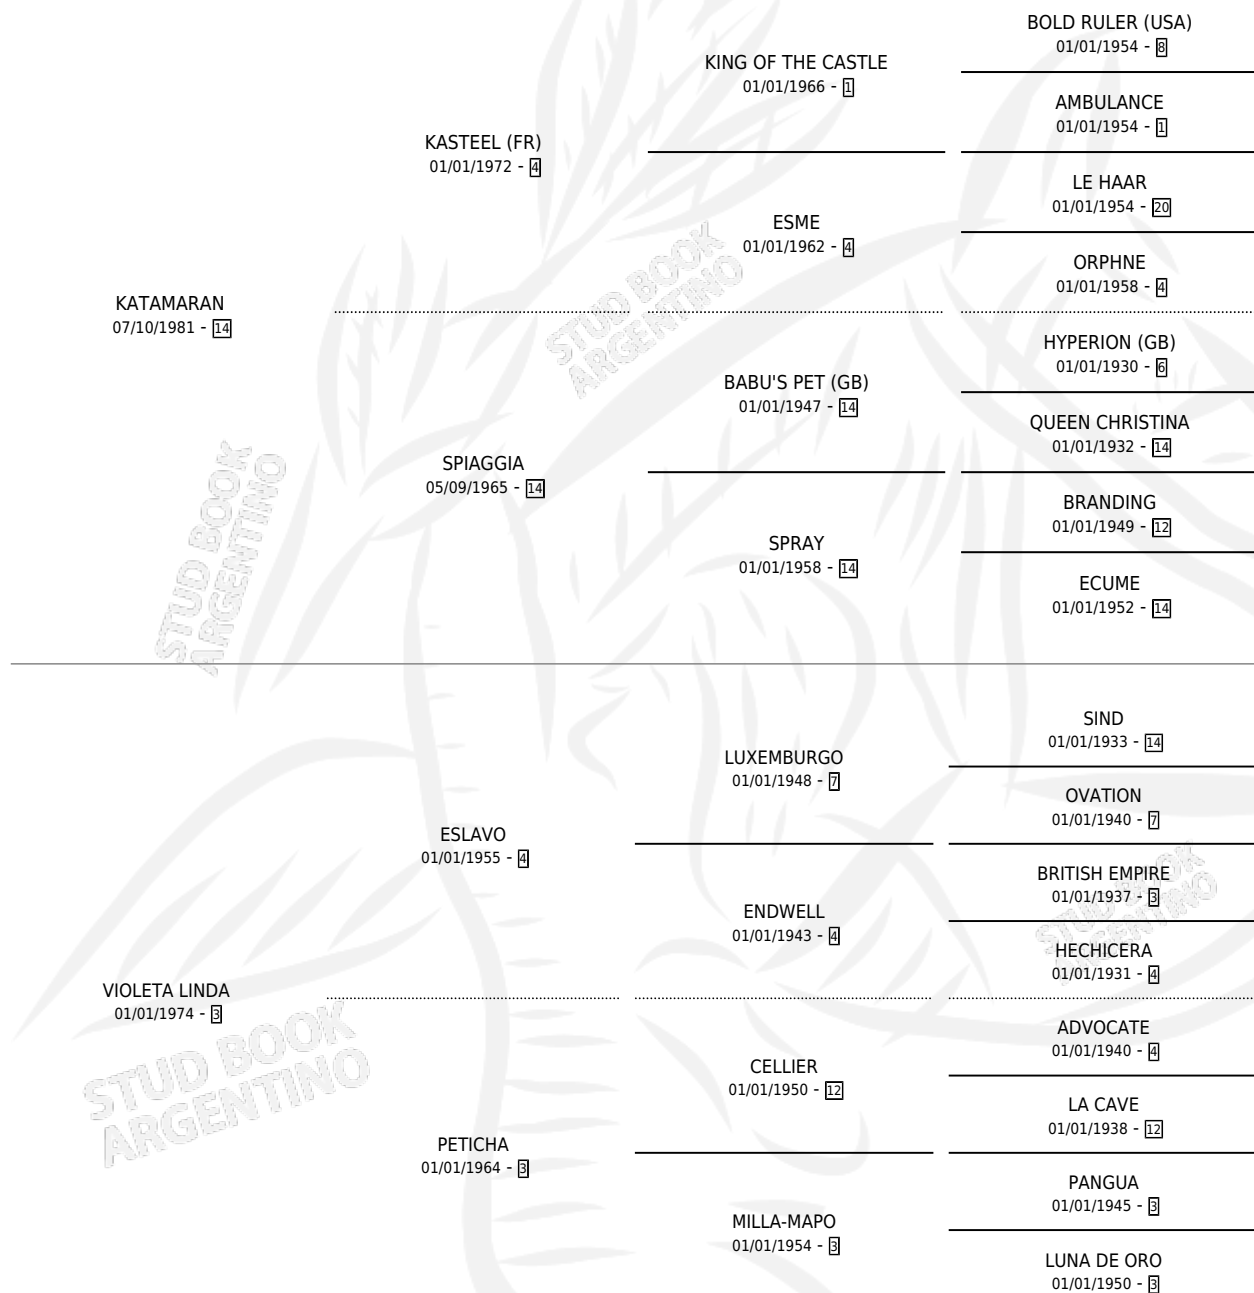 BOLD RULER (USA)
01/01/1954 - 8
KING OF THE CASTLE
01/01/1966 - 1
AMBULANCE
01/01/1954 - 1
KASTEEL (FR)
01/01/1972 - 4
LE HAAR
01/01/1954 - 20
ESME
01/01/1962 - 4
ORPHNE
01/01/1958 - 4
KATAMARAN
07/10/1981 - 14
HYPERION (GB)
01/01/1930 - 6
BABU'S PET (GB)
01/01/1947 - 14
QUEEN CHRISTINA
01/01/1932 - 14
SPIAGGIA
05/09/1965 - 14
BRANDING
01/01/1949 - 12
SPRAY
01/01/1958 - 14
ECUME
01/01/1952 - 14
STUD BOOK
ARGENTINO
STUD BOOK
ARGENTINO
SIND
01/01/1933 - 14
LUXEMBURGO
01/01/1948 - 7
OVATION
01/01/1940 - 7
ESLAVO
01/01/1955 - 4
BRITISH EMPIRE
01/01/1937 - 3
ENDWELL
01/01/1943 - 4
HECHICERA
01/01/1931 - 4
VIOLETA LINDA
01/01/1974 - 3
ADVOCATE
01/01/1940 - 4
CELLIER
01/01/1950 - 12
LA CAVE
01/01/1938 - 12
PETICHA
01/01/1964 - 3
PANGUA
01/01/1945 - 3
MILLA-MAPO
01/01/1954 - 3
LUNA DE ORO
01/01/1950 - 3
STUD BOOK
ARGENTINO
STUD BOOK
ARGENTINO